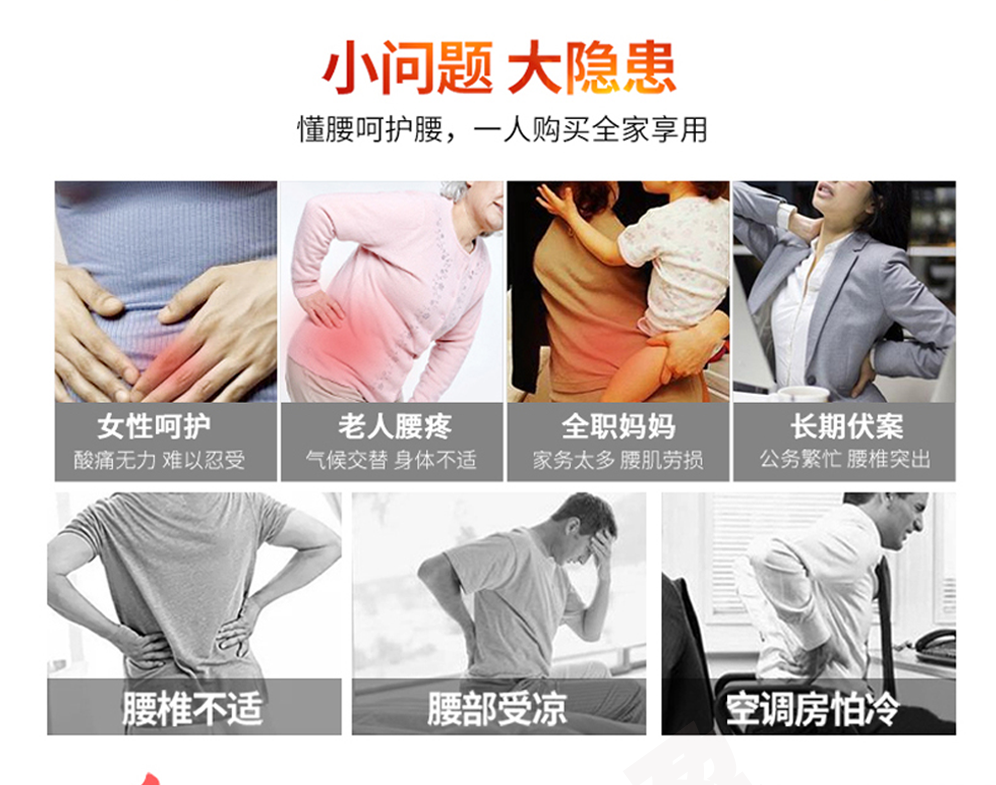 小问题 大隐患
懂腰呵护腰，一人购买全家享用
女性呵护
酸痛无力 难以忍受
老人腰疼
气候交替 身体不适
全职妈妈
家务太多 腰肌劳损
长期伏案
公务繁忙 腰椎突出
腰椎不适
腰部受凉
空调房怕冷